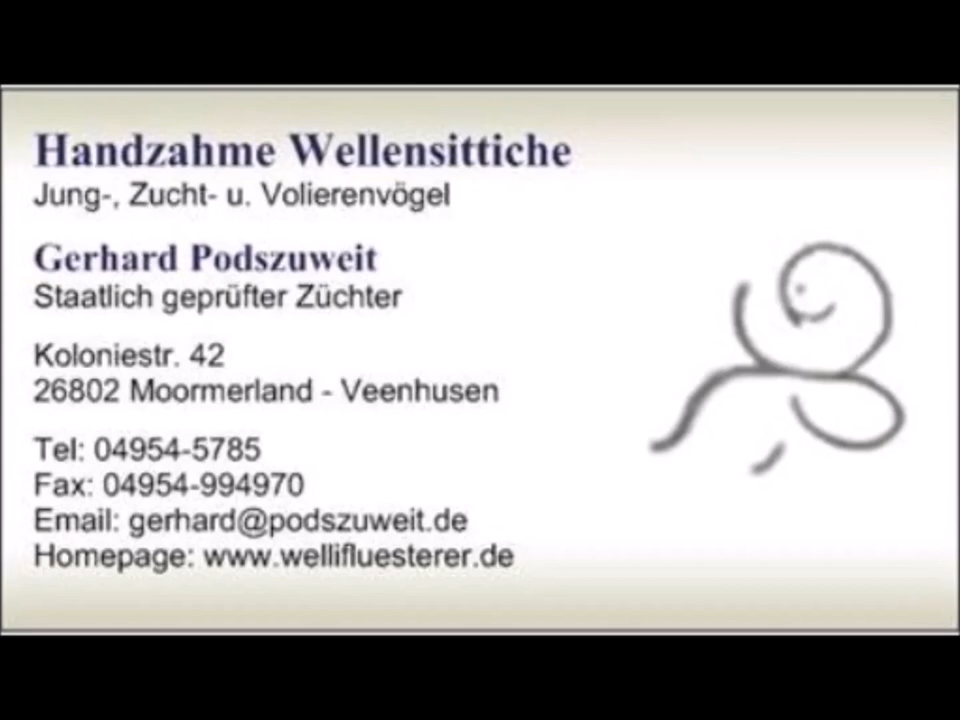 Handzahme Wellensittiche
Jung-, Zucht- u. Volierenvögel
Gerhard Podszuweit
Staatlich geprüfter Züchter
Koloniestr. 42
26802 Moormerland - Veenhusen
Tel: 04954-5785
Fax: 04954-994970
Email: gerhard@podszuweit.de
Homepage: www.wellifluesterer.de